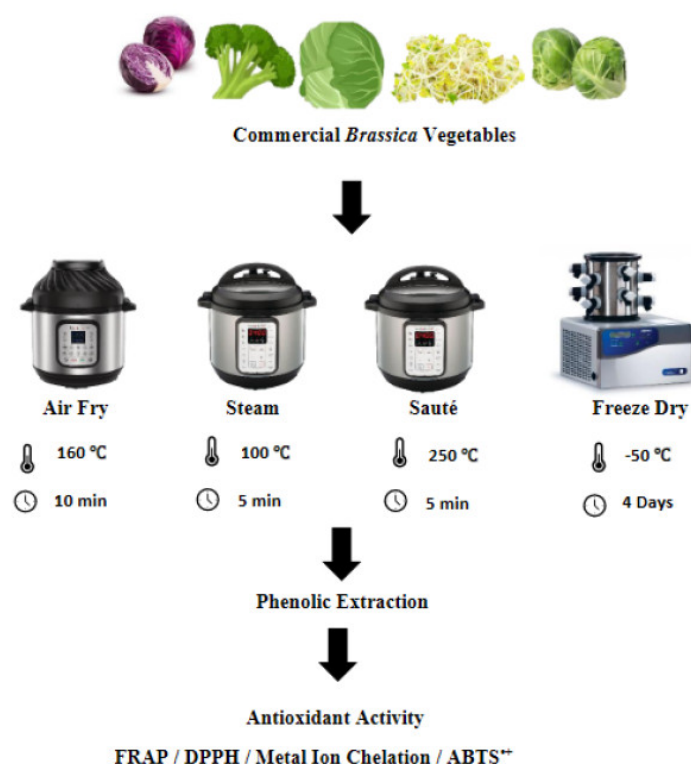 Commercial Brassica Vegetables
Air Fry Steam Sauté Freeze Dry
160 °C 100 °C 250 °C -50 °C
10 min 5 min 5 min 4 Days
Phenolic Extraction
Antioxidant Activity
FRAP / DPPH / Metal Ion Chelation / ABTS•+